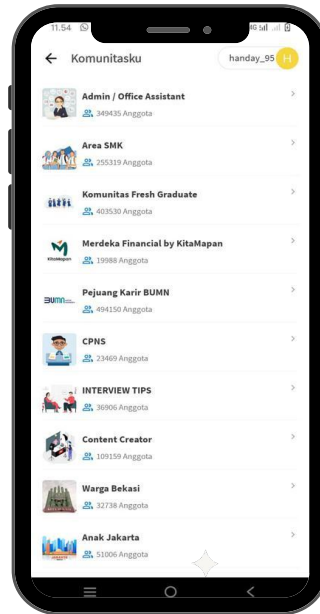 11.54
← Komunitasku
handay_95 H
Admin / Office Assistant
349435 Anggota
Area SMK
255319 Anggota
Komunitas Fresh Graduate
403530 Anggota
Merdeka Financial by KitaMapan
KitaMapan
19988 Anggota
Pejuang Karir BUMN
BUMN
494150 Anggota
CPNS
23469 Anggota
INTERVIEW TIPS
36906 Anggota
Content Creator
109159 Anggota
Warga Bekasi
32738 Anggota
Anak Jakarta
51006 Anggota